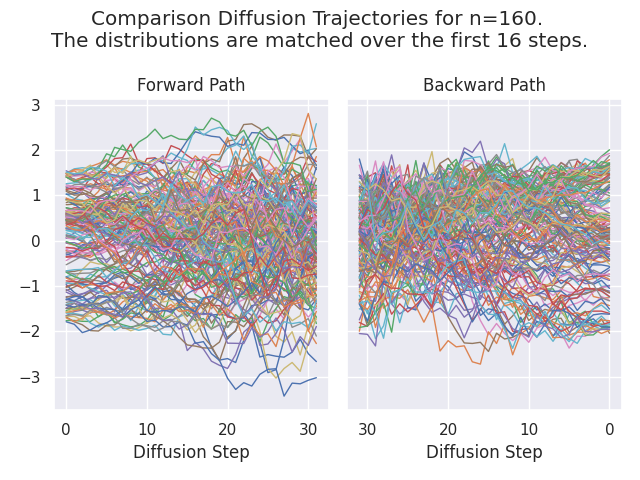 Comparison Diffusion Trajectories for n=160.
The distributions are matched over the first 16 steps.
Forward Path
Backward Path
3
2
1
0
−1
−2
−3
0 10 20 30
30 20 10 0
Diffusion Step
Diffusion Step